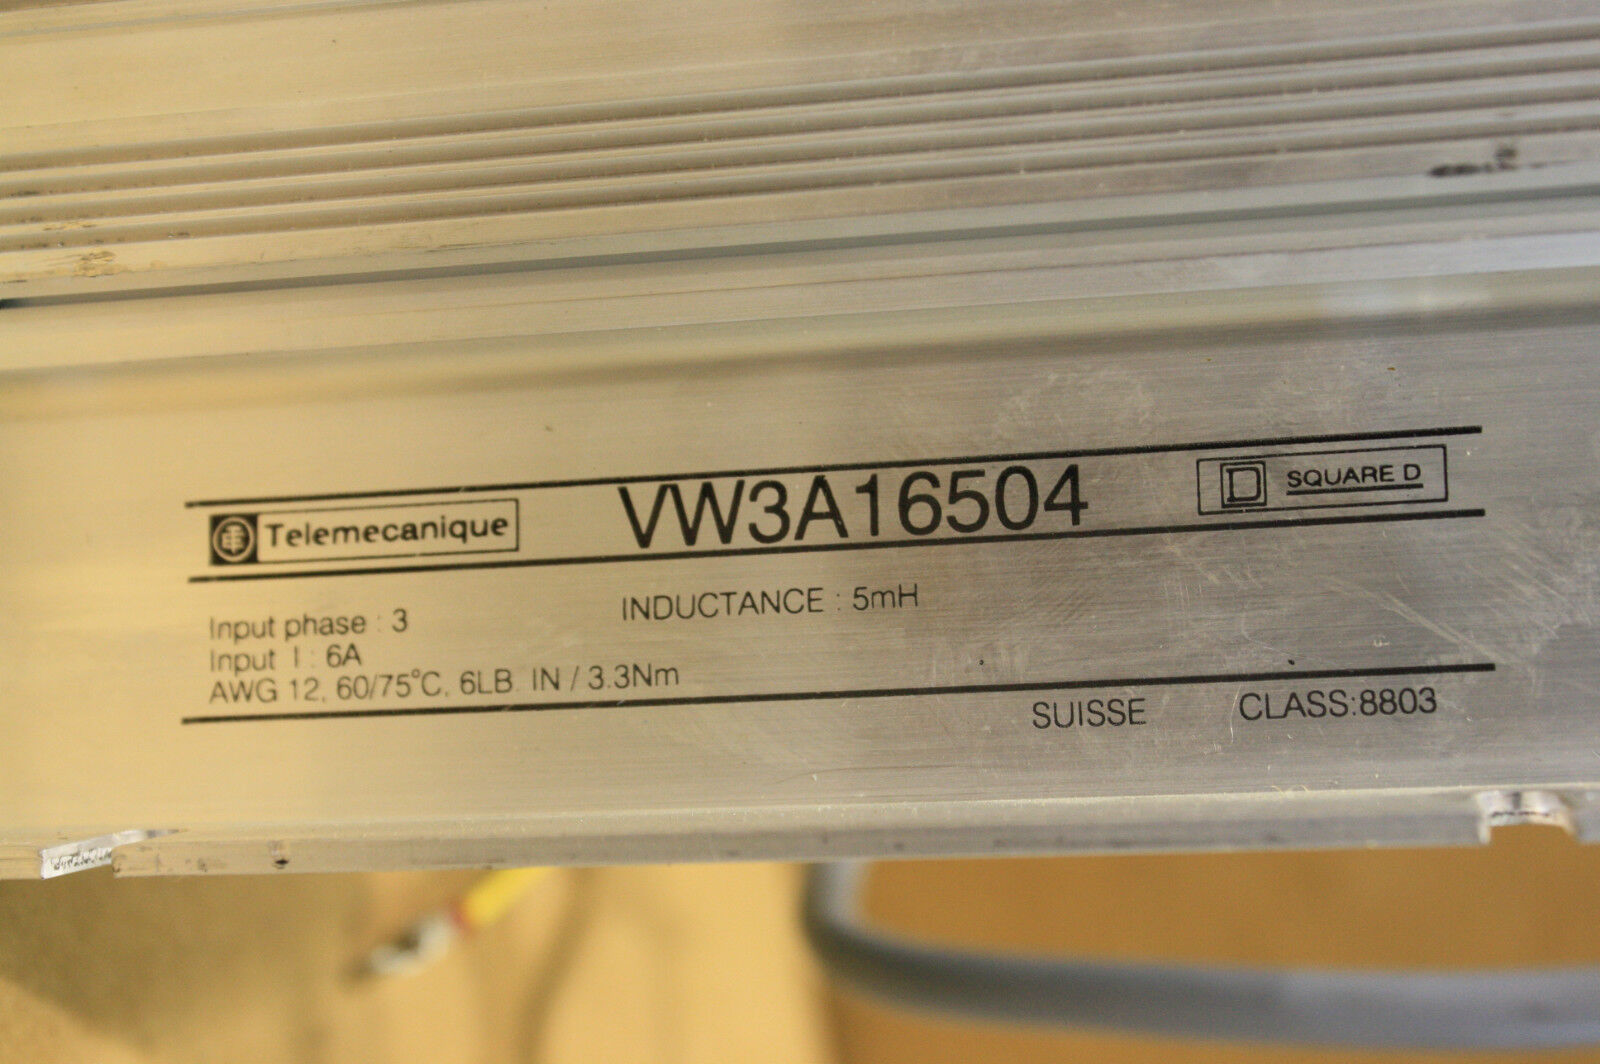 Telemecanique VW3A16504 D SQUARE D
Input phase : 3 INDUCTANCE : 5mH
Input I : 6A
AWG 12, 60/75°C, 6LB. IN / 3.3Nm
SUISSE CLASS:8803